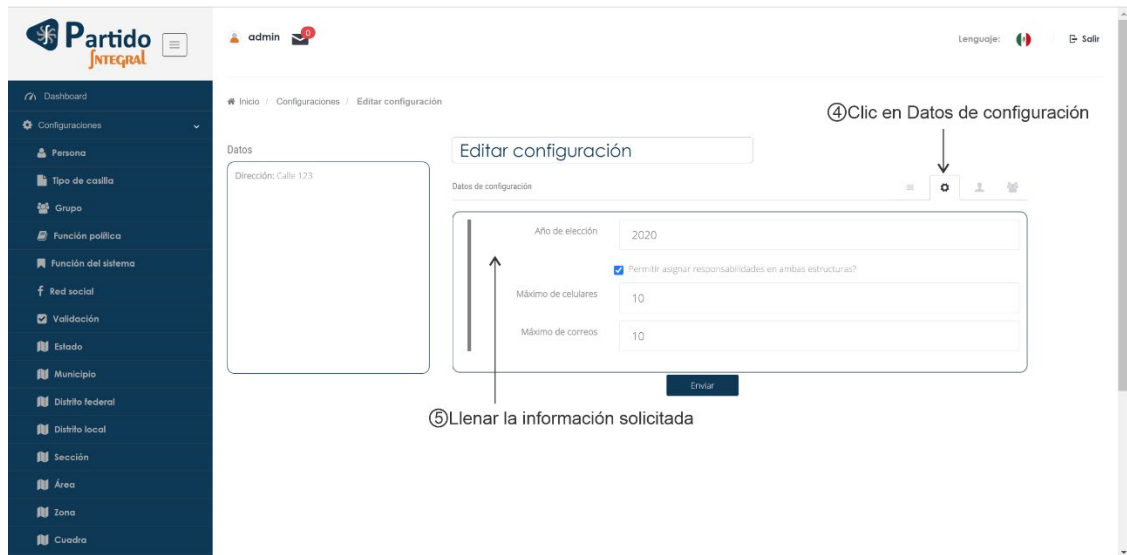 Partido
INTEGRAL
admin
0
Lenguaje:
Salir
Dashboard
Configuraciones
Persona
Tipo de casilla
Grupo
Función política
Función del sistema
Red social
Validación
Estado
Municipio
Distrito federal
Distrito local
Sección
Área
Zona
Cuadra
Inicio / Configuraciones / Editar configuración
④Clic en Datos de configuración
Datos
Dirección: Calle 123
Editar configuración
Datos de configuración
Año de elección
2020
Permitir asignar responsabilidades en ambas estructuras?
Máximo de celulares
10
Máximo de correos
10
Enviar
⑤Llenar la información solicitada